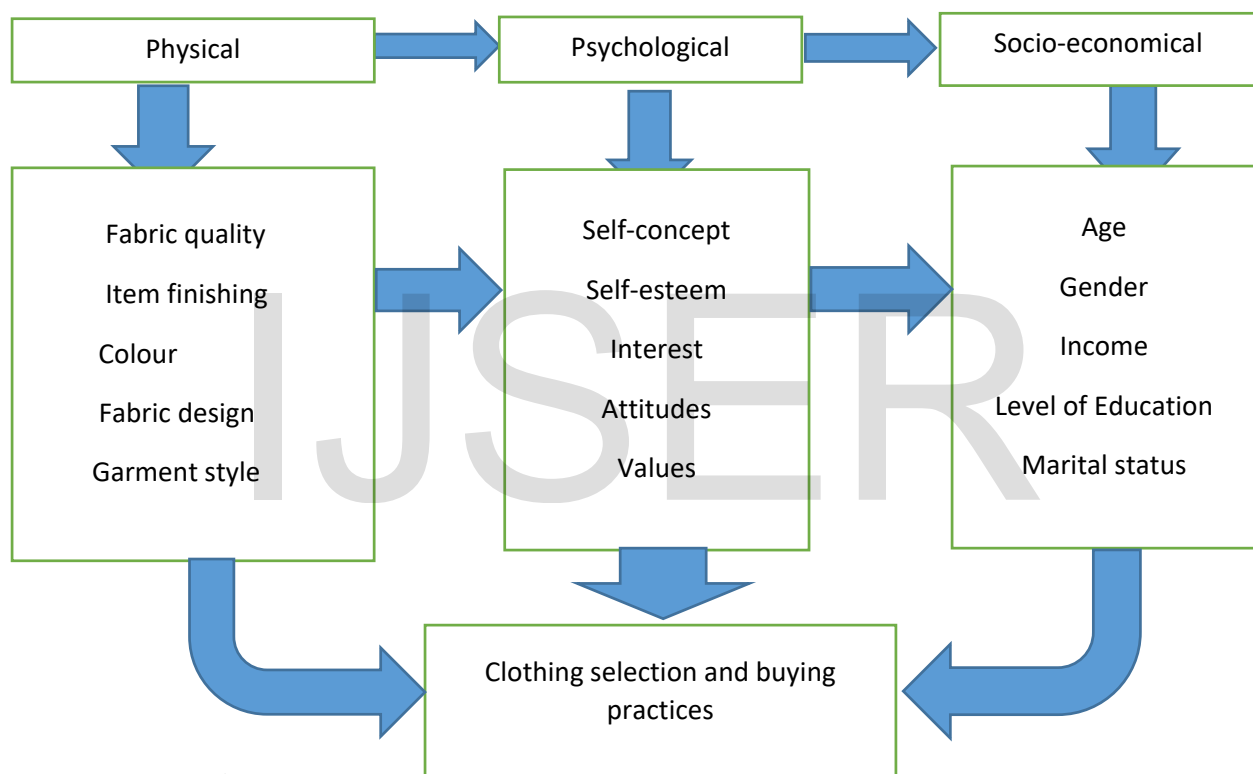 Physical
Psychological
Socio-economical
Fabric quality
Item finishing
Colour
Fabric design
Garment style
Self-concept
Self-esteem
Interest
Attitudes
Values
Age
Gender
Income
Level of Education
Marital status
IJSER
Clothing selection and buying
practices